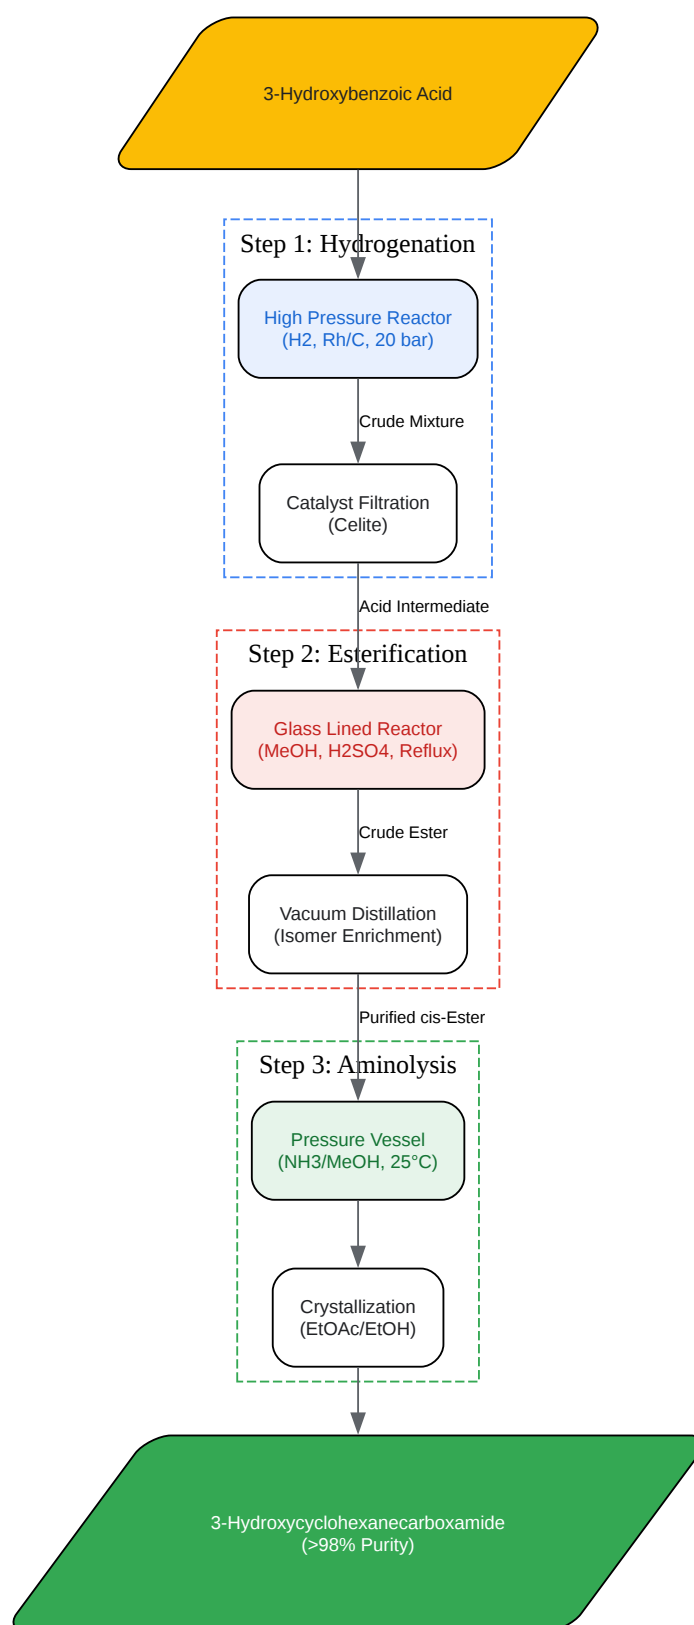 3-Hydroxybenzoic Acid
Step 1: Hydrogenation
High Pressure Reactor
(H2, Rh/C, 20 bar)
Crude Mixture
Catalyst Filtration
(Celite)
Acid Intermediate
Step 2: Esterification
Glass Lined Reactor
(MeOH, H2SO4, Reflux)
Crude Ester
Vacuum Distillation
(Isomer Enrichment)
Purified cis-Ester
Step 3: Aminolysis
Pressure Vessel
(NH3/MeOH, 25°C)
Crystallization
(EtOAc/EtOH)
3-Hydroxycyclohexanecarboxamide
(>98% Purity)